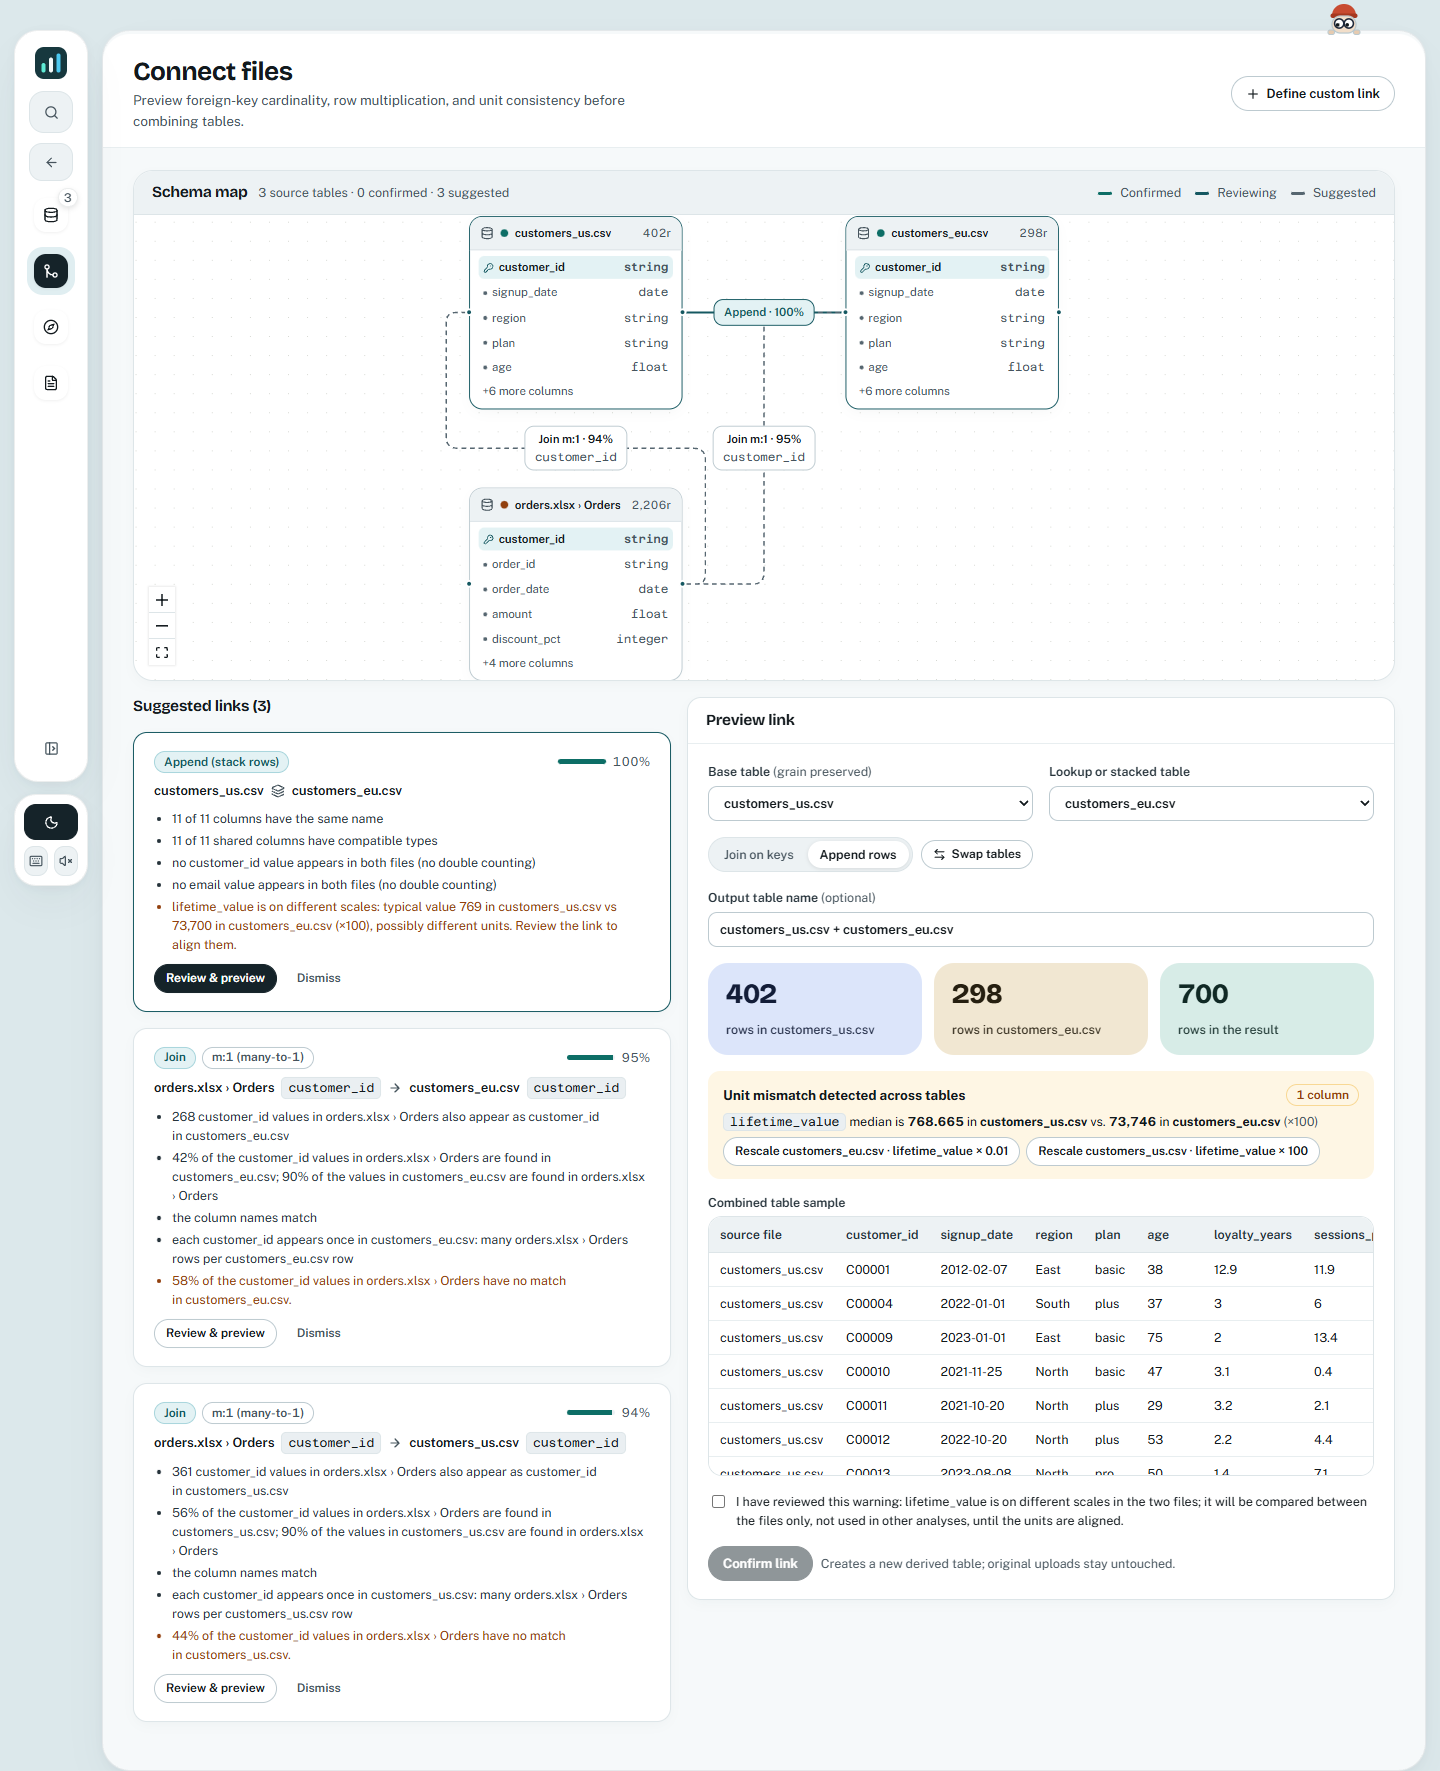 Connect files
Preview foreign-key cardinality, row multiplication, and unit consistency before
combining tables.
Define custom link
3
Schema map 3 source tables · 0 confirmed · 3 suggested
Confirmed Reviewing Suggested
customers_us.csv 402r
customer_id string
signup_date date
region string
plan string
age float
+6 more columns
Append · 100%
customers_eu.csv 298r
customer_id string
signup_date date
region string
plan string
age float
+6 more columns
Join m:1 · 94%
customer_id
Join m:1 · 95%
customer_id
orders.xlsx › Orders 2,206r
customer_id string
order_id string
order_date date
amount float
discount_pct integer
+4 more columns
Suggested links (3)
Append (stack rows) 100%
customers_us.csv customers_eu.csv
• 11 of 11 columns have the same name
• 11 of 11 shared columns have compatible types
• no customer_id value appears in both files (no double counting)
• no email value appears in both files (no double counting)
• lifetime_value is on different scales: typical value 769 in customers_us.csv vs
73,700 in customers_eu.csv (×100), possibly different units. Review the link to
align them.
Review & preview Dismiss
Join m:1 (many-to-1) 95%
orders.xlsx › Orders customer_id → customers_eu.csv customer_id
• 268 customer_id values in orders.xlsx › Orders also appear as customer_id
in customers_eu.csv
• 42% of the customer_id values in orders.xlsx › Orders are found in
customers_eu.csv; 90% of the values in customers_eu.csv are found in orders.xlsx
› Orders
• the column names match
• each customer_id appears once in customers_eu.csv: many orders.xlsx › Orders
rows per customers_eu.csv row
• 58% of the customer_id values in orders.xlsx › Orders have no match
in customers_eu.csv.
Review & preview Dismiss
Join m:1 (many-to-1) 94%
orders.xlsx › Orders customer_id → customers_us.csv customer_id
• 361 customer_id values in orders.xlsx › Orders also appear as customer_id
in customers_us.csv
• 56% of the customer_id values in orders.xlsx › Orders are found in
customers_us.csv; 90% of the values in customers_us.csv are found in orders.xlsx
› Orders
• the column names match
• each customer_id appears once in customers_us.csv: many orders.xlsx › Orders
rows per customers_us.csv row
• 44% of the customer_id values in orders.xlsx › Orders have no match
in customers_us.csv.
Review & preview Dismiss
Preview link
Base table (grain preserved) Lookup or stacked table
customers_us.csv customers_eu.csv
Join on keys Append rows Swap tables
Output table name (optional)
customers_us.csv + customers_eu.csv
402 298 700
rows in customers_us.csv rows in customers_eu.csv rows in the result
Unit mismatch detected across tables 1 column
lifetime_value median is 768.665 in customers_us.csv vs. 73,746 in customers_eu.csv (×100)
Rescale customers_eu.csv · lifetime_value × 0.01 Rescale customers_us.csv · lifetime_value × 100
Combined table sample
source file customer_id signup_date region plan age loyalty_years sessions_
customers_us.csv C00001 2012-02-07 East basic 38 12.9 11.9
customers_us.csv C00004 2022-01-01 South plus 37 3 6
customers_us.csv C00009 2023-01-01 East basic 75 2 13.4
customers_us.csv C00010 2021-11-25 North basic 47 3.1 0.4
customers_us.csv C00011 2021-10-20 North plus 29 3.2 2.1
customers_us.csv C00012 2022-10-20 North plus 53 2.2 4.4
customers_us.csv C00013 2023-08-08 North pro 50 1.4 7.1
I have reviewed this warning: lifetime_value is on different scales in the two files; it will be compared between
the files only, not used in other analyses, until the units are aligned.
Confirm link Creates a new derived table; original uploads stay untouched.